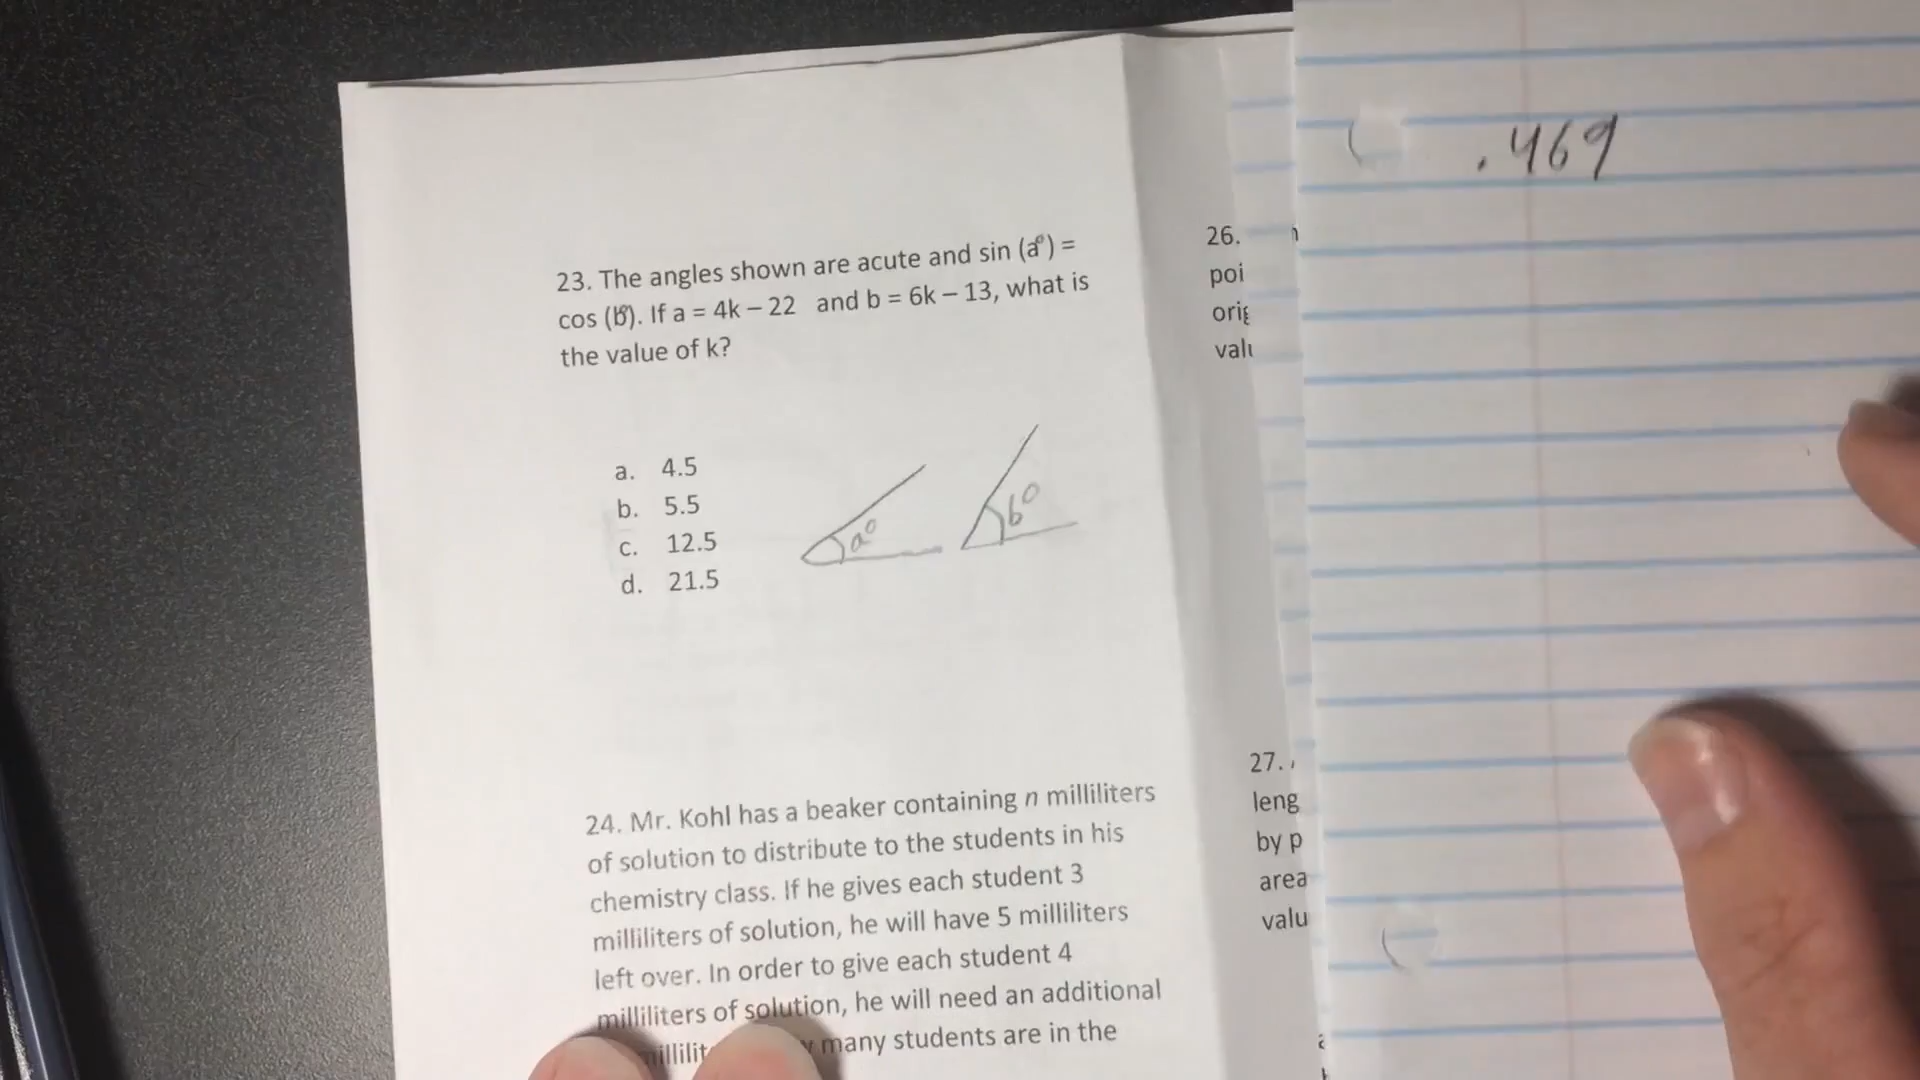 23. The angles shown are acute and sin (a°) =
cos (b°). If a = 4k – 22 and b = 6k – 13, what is
the value of k?
a. 4.5
b. 5.5
c. 12.5
d. 21.5
a° b°
24. Mr. Kohl has a beaker containing n milliliters
of solution to distribute to the students in his
chemistry class. If he gives each student 3
milliliters of solution, he will have 5 milliliters
left over. In order to give each student 4
milliliters of solution, he will need an additional
many students are in the
26.
poi
valu
27.
leng
by p
area
valu
.469